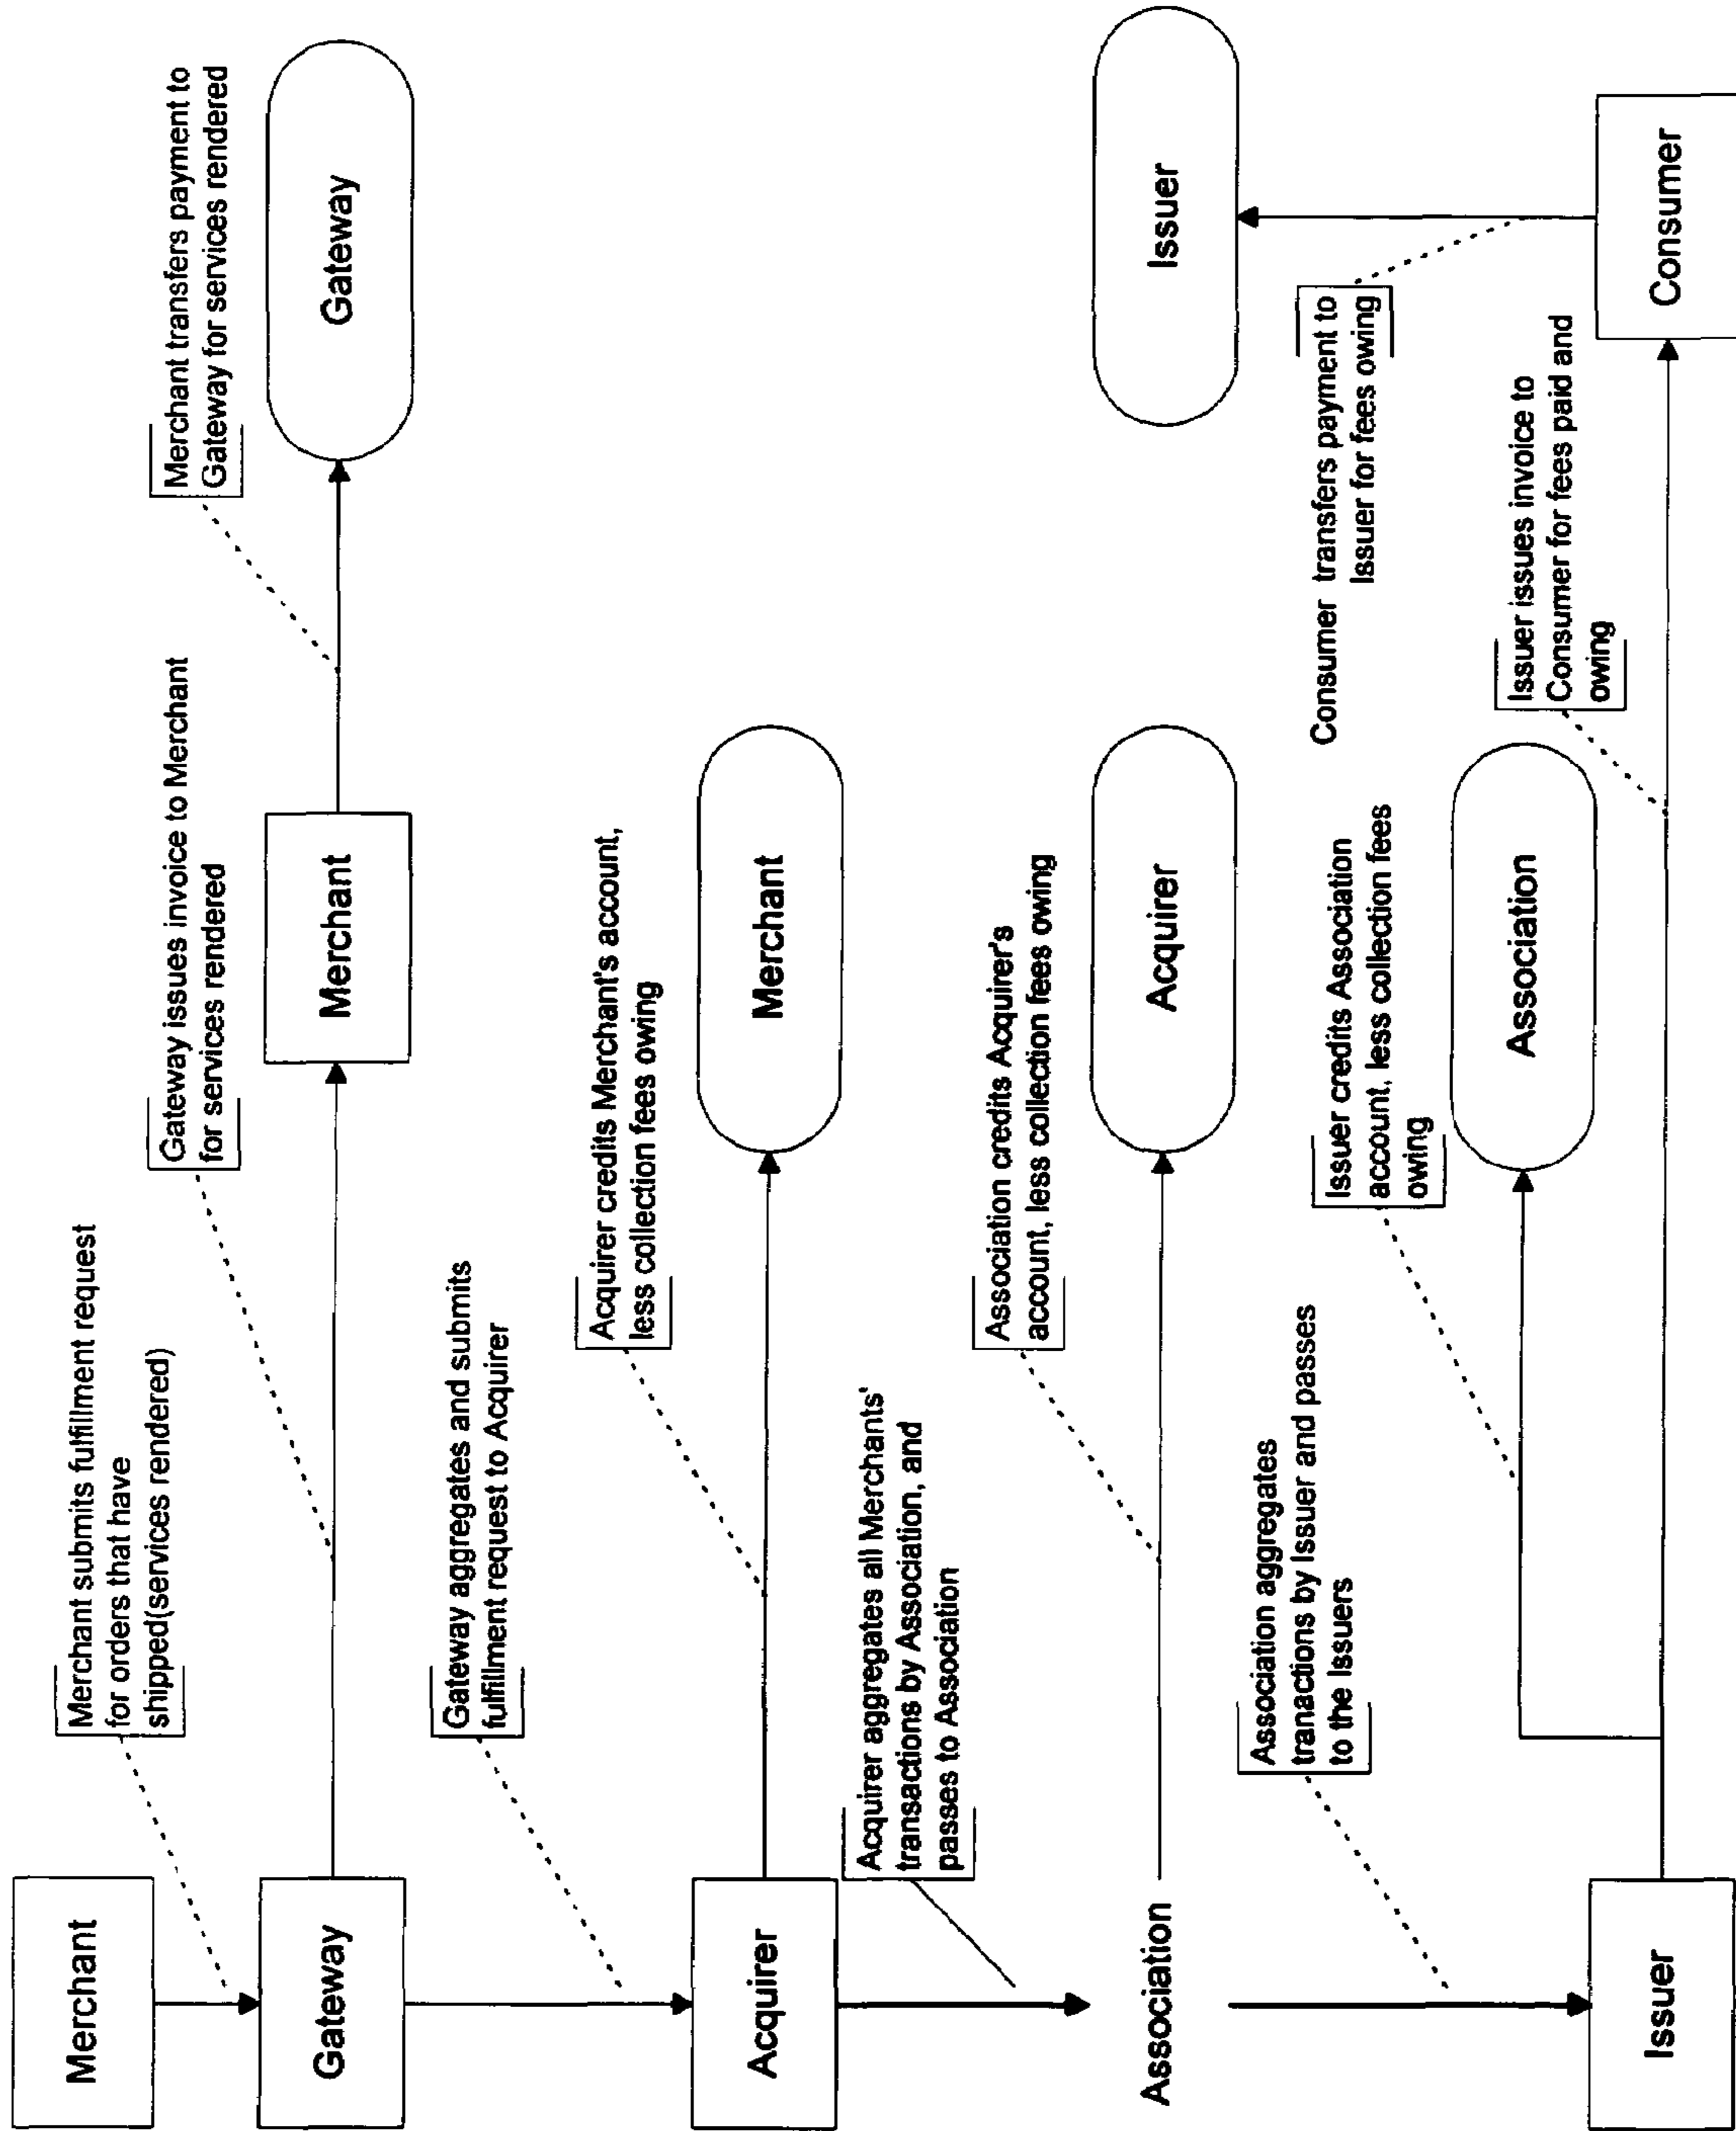 Merchant
Merchant submits fulfillment request
for orders that have
shipped(services rendered)
Gateway
Gateway issues invoice to Merchant
for services rendered
Merchant
Merchant transfers payment to
Gateway for services rendered
Gateway
Gateway aggregates and submits
fulfillment request to Acquirer
Acquirer
Acquirer credits Merchant's account,
less collection fees owing
Merchant
Acquirer aggregates all Merchants'
transactions by Association, and
passes to Association
Association
Association credits Acquirer's
account, less collection fees owing
Acquirer
Association aggregates
tranactions by Issuer and passes
to the Issuers
Issuer
Issuer credits Association
account, less collection fees
owing
Association
Issuer issues invoice to
Consumer for fees paid and
owing
Consumer
Consumer transfers payment to
Issuer for fees owing
Issuer